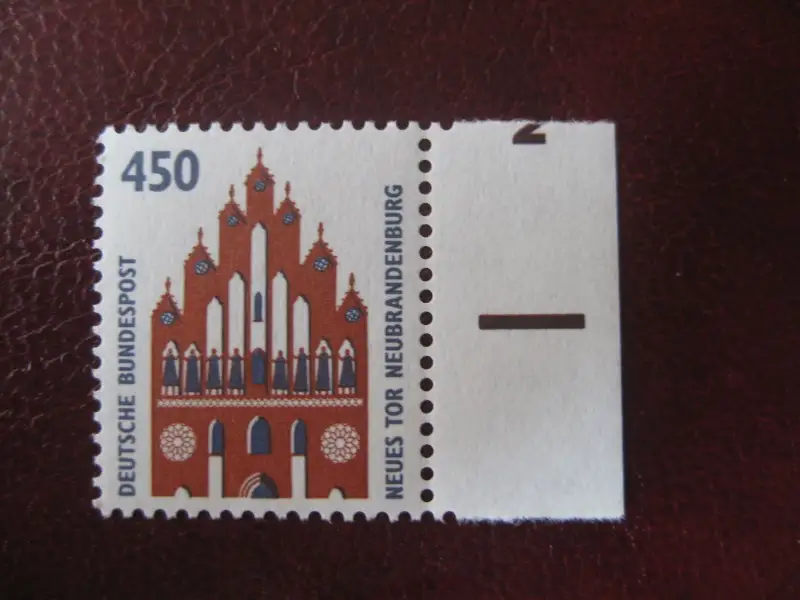 450
DEUTSCHE BUNDESPOST
NEUES TOR NEUBRANDENBURG